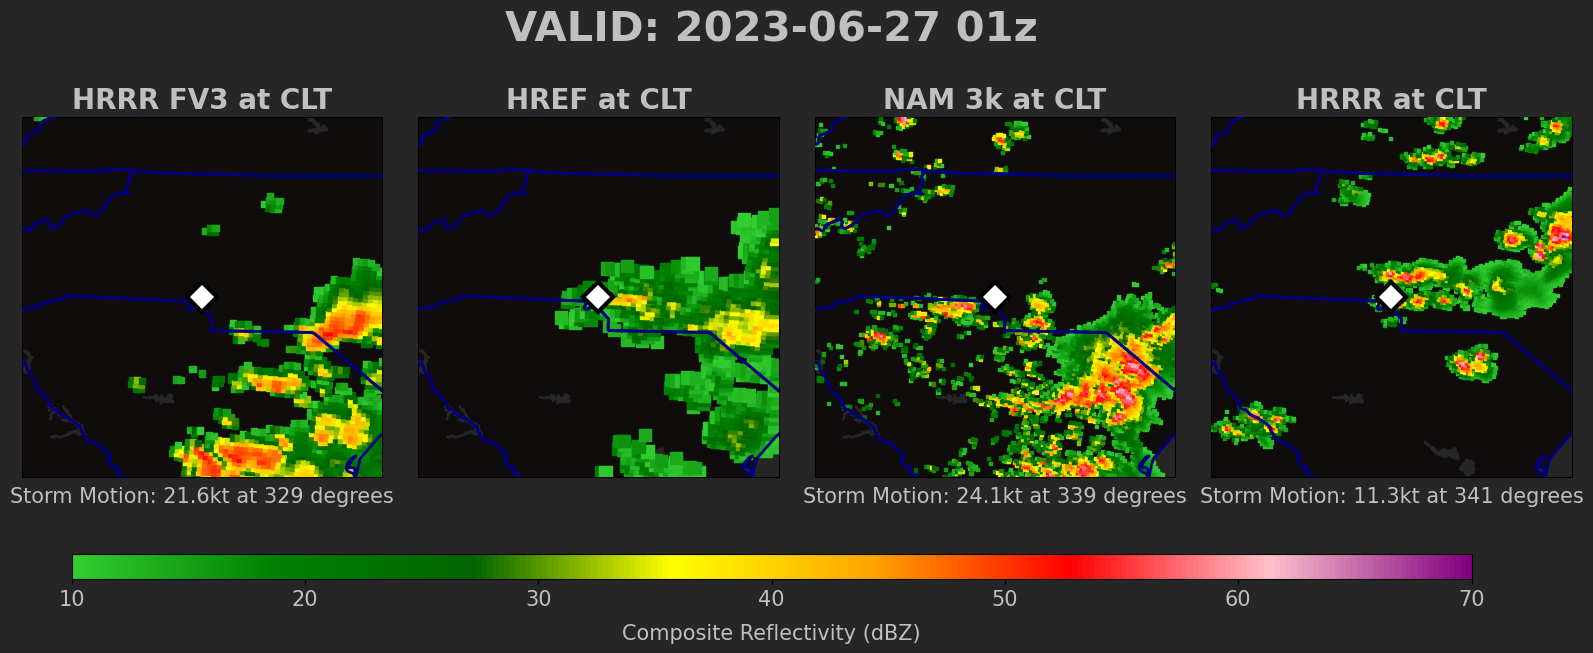 VALID: 2023-06-27 01z
HRRR FV3 at CLT
HREF at CLT
NAM 3k at CLT
HRRR at CLT
Storm Motion: 21.6kt at 329 degrees
Storm Motion: 24.1kt at 339 degrees
Storm Motion: 11.3kt at 341 degrees
10 20 30 40 50 60 70
Composite Reflectivity (dBZ)